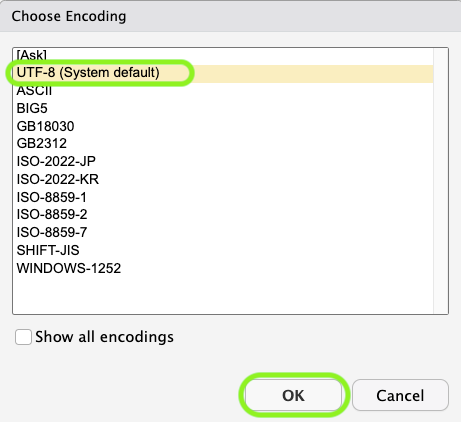 Choose Encoding
[Ask]
UTF-8 (System default)
ASCII
BIG5
GB18030
GB2312
ISO-2022-JP
ISO-2022-KR
ISO-8859-1
ISO-8859-2
ISO-8859-7
SHIFT-JIS
WINDOWS-1252
Show all encodings
OK
Cancel